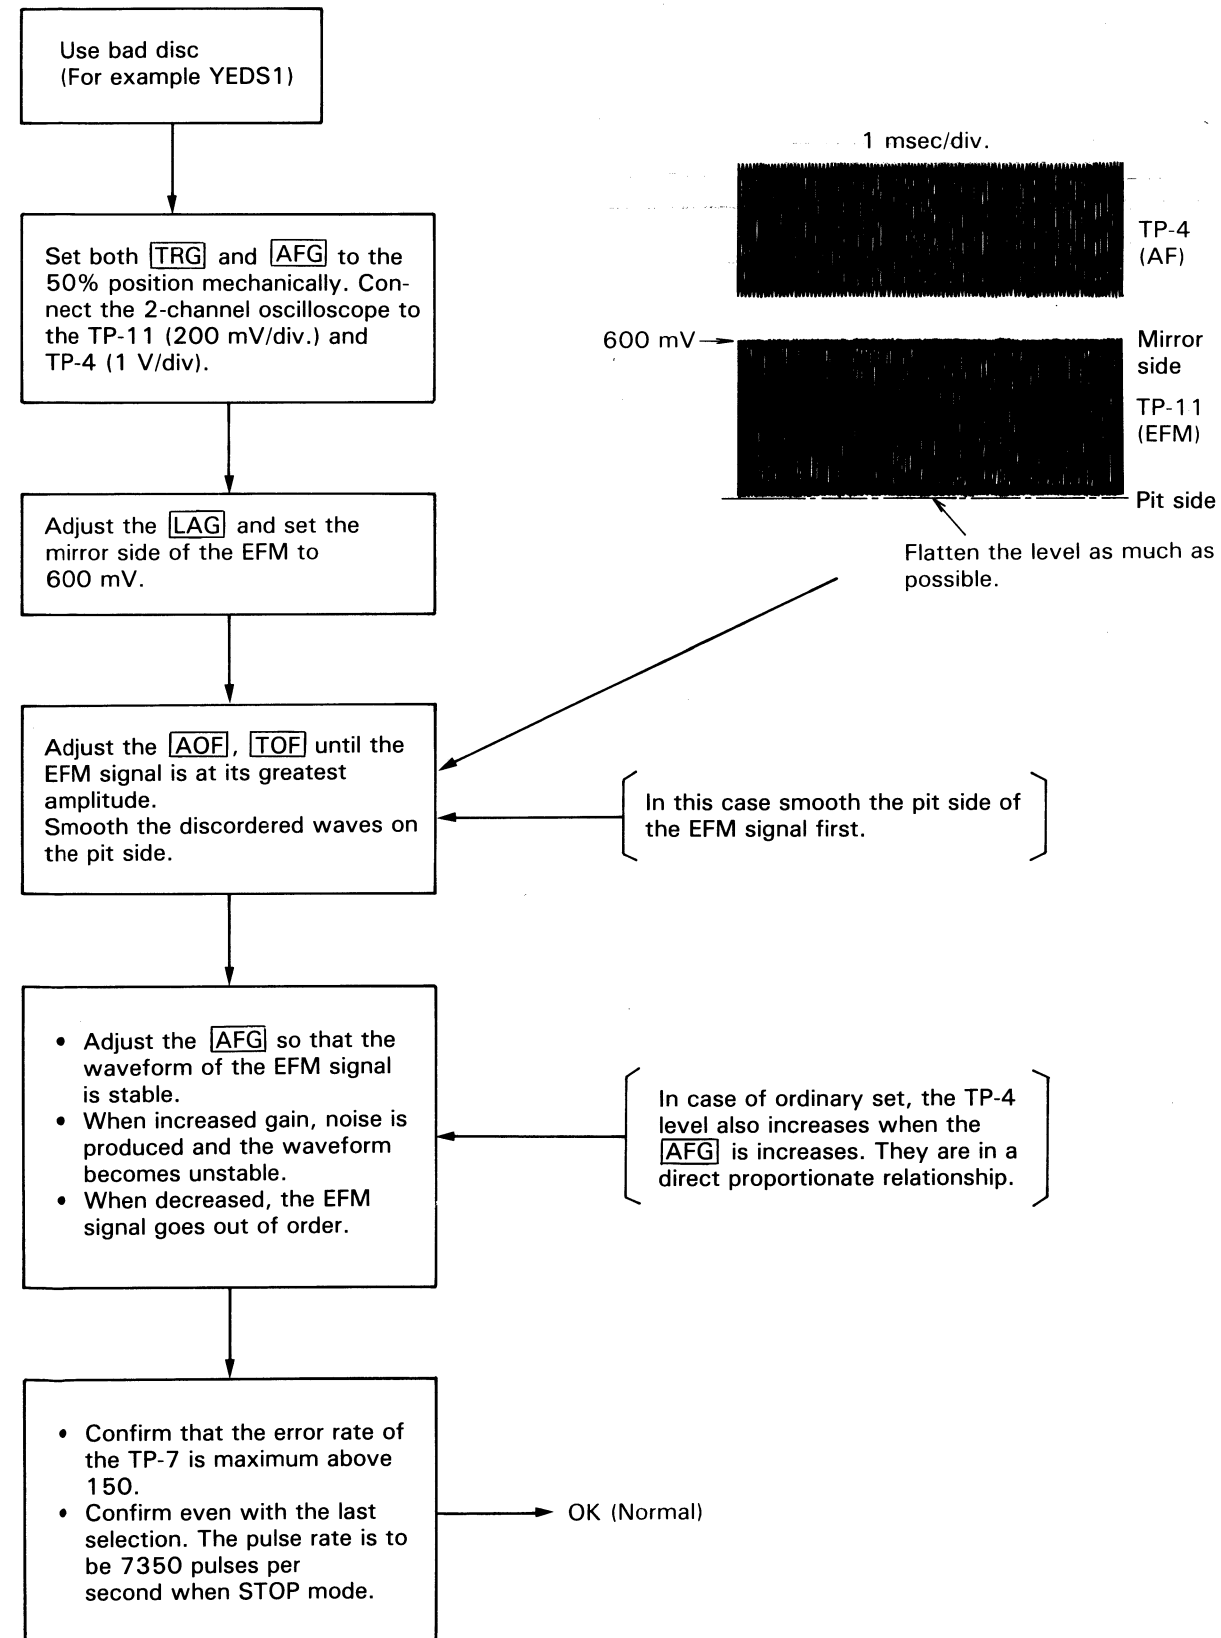 Use bad disc
(For example YEDS1)
1 msec/div.
TP-4
(AF)
600 mV
Mirror
side
TP-11
(EFM)
Pit side
Flatten the level as much as
possible.
Set both TRG and AFG to the
50% position mechanically. Con-
nect the 2-channel oscilloscope to
the TP-11 (200 mV/div.) and
TP-4 (1 V/div).
Adjust the LAG and set the
mirror side of the EFM to
600 mV.
Adjust the AOF, TOF until the
EFM signal is at its greatest
amplitude.
Smooth the discordered waves on
the pit side.
In this case smooth the pit side of
the EFM signal first.
• Adjust the AFG so that the
waveform of the EFM signal
is stable.
• When increased gain, noise is
produced and the waveform
becomes unstable.
• When decreased, the EFM
signal goes out of order.
In case of ordinary set, the TP-4
level also increases when the
AFG is increases. They are in a
direct proportionate relationship.
• Confirm that the error rate of
the TP-7 is maximum above
150.
• Confirm even with the last
selection. The pulse rate is to
be 7350 pulses per
second when STOP mode.
OK (Normal)